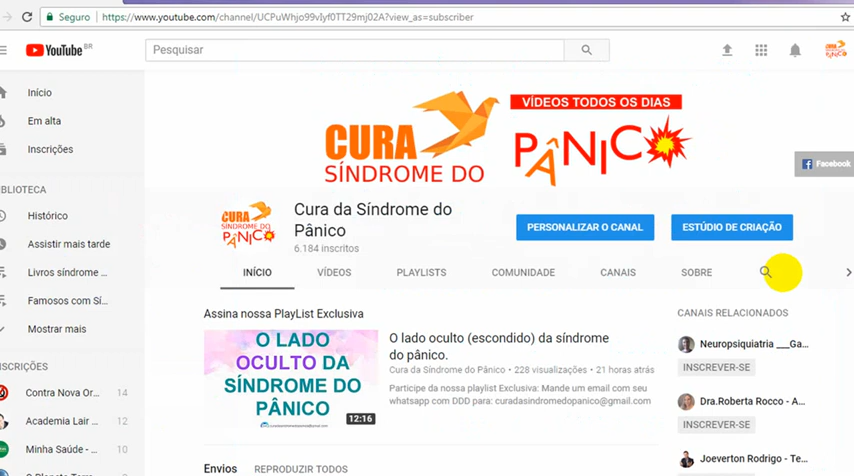 Seguro https://www.youtube.com/channel/UCPuWhjo99vIyf0TT29mj02A?view_as=subscriber
YouTube BR
Pesquisar
CURA
SÍNDROME DO
PÂNICO
Início
Em alta
Inscrições
BIBLIOTECA
Histórico
Assistir mais tarde
Livros síndrome ...
Famosos com Sí...
Mostrar mais
INSCRIÇÕES
Contra Nova Or... 14
Academia Lair ... 12
Minha Saúde - ...
CURA
SÍNDROME DO
VÍDEOS TODOS OS DIAS
PÂNICO
Facebook
CURA
SÍNDROME DO
PÂNICO
Cura da Síndrome do
Pânico
6.184 inscritos
PERSONALIZAR O CANAL
ESTÚDIO DE CRIAÇÃO
INÍCIO VÍDEOS PLAYLISTS COMUNIDADE CANAIS SOBRE
Assina nossa PlayList Exclusiva
O LADO
OCULTO DA
SÍNDROME DO
PÂNICO
12:16
O lado oculto (escondido) da síndrome
do pânico.
Cura da Síndrome do Pânico • 228 visualizações • 21 horas atrás
Participe da nossa playlist Exclusiva: Mande um email com seu
whatsapp com DDD para: curadasindromedopanico@gmail.com
Envios REPRODUZIR TODOS
CANAIS RELACIONADOS
Neuropsiquiatria ___Ga...
INSCREVER-SE
Dra.Roberta Rocco - A...
INSCREVER-SE
Joeverton Rodrigo - Te...